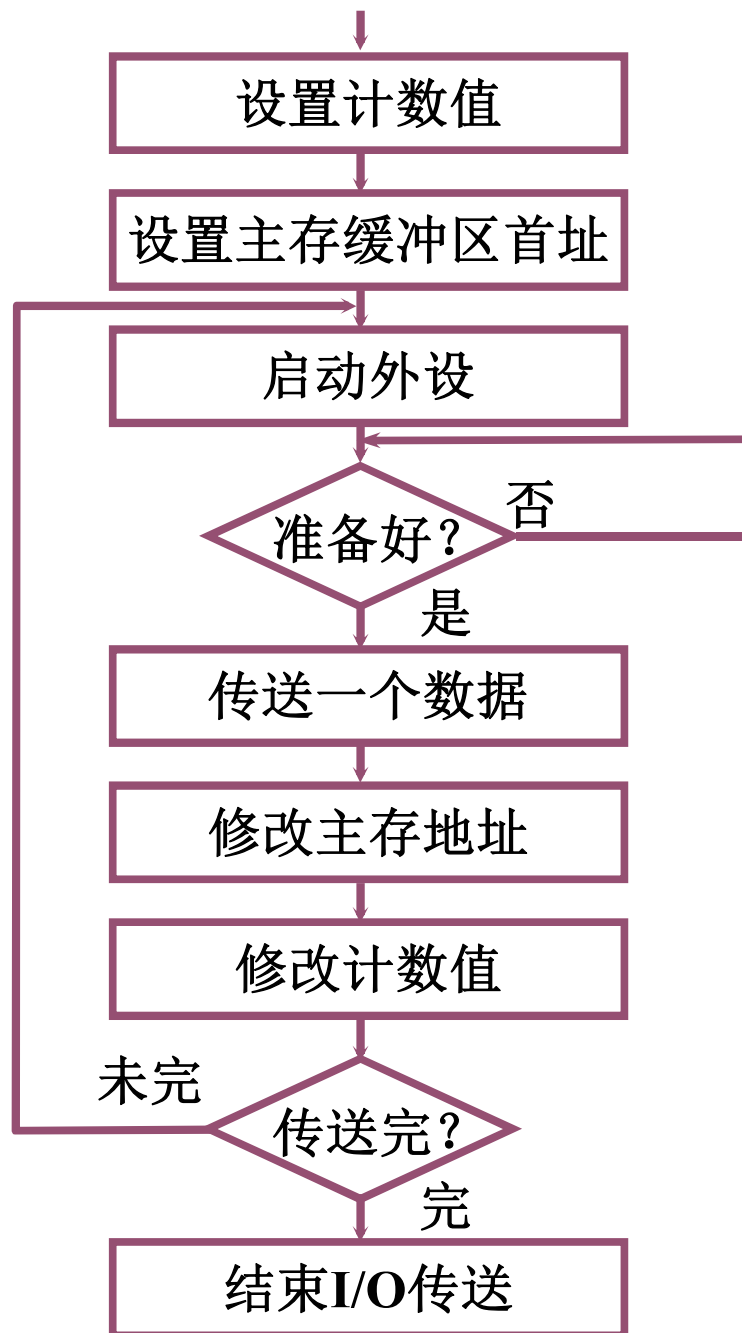 设置计数值
设置主存缓冲区首址
启动外设
准备好？
否
是
传送一个数据
修改主存地址
修改计数值
未完
传送完？
完
结束I/O传送